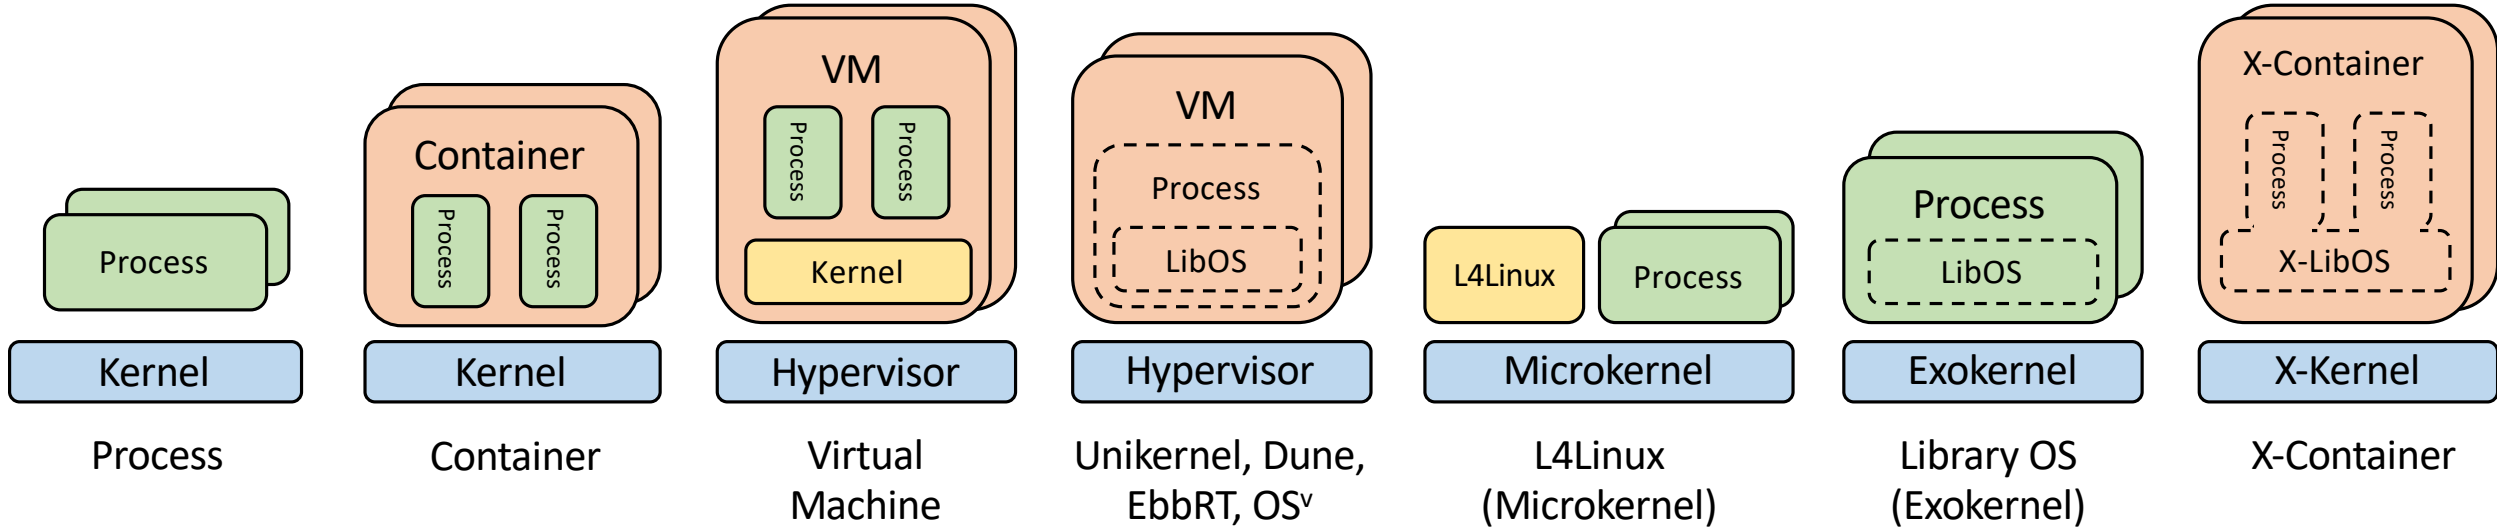 Process
Kernel
Process
Container
Process
Process
Kernel
Container
VM
Process
Process
Kernel
Hypervisor
Virtual
Machine
VM
Process
LibOS
Hypervisor
Unikernel, Dune,
EbbRT, OSᵛ
L4Linux
Process
Microkernel
L4Linux
(Microkernel)
Process
LibOS
Exokernel
Library OS
(Exokernel)
X-Container
Process
Process
X-LibOS
X-Kernel
X-Container